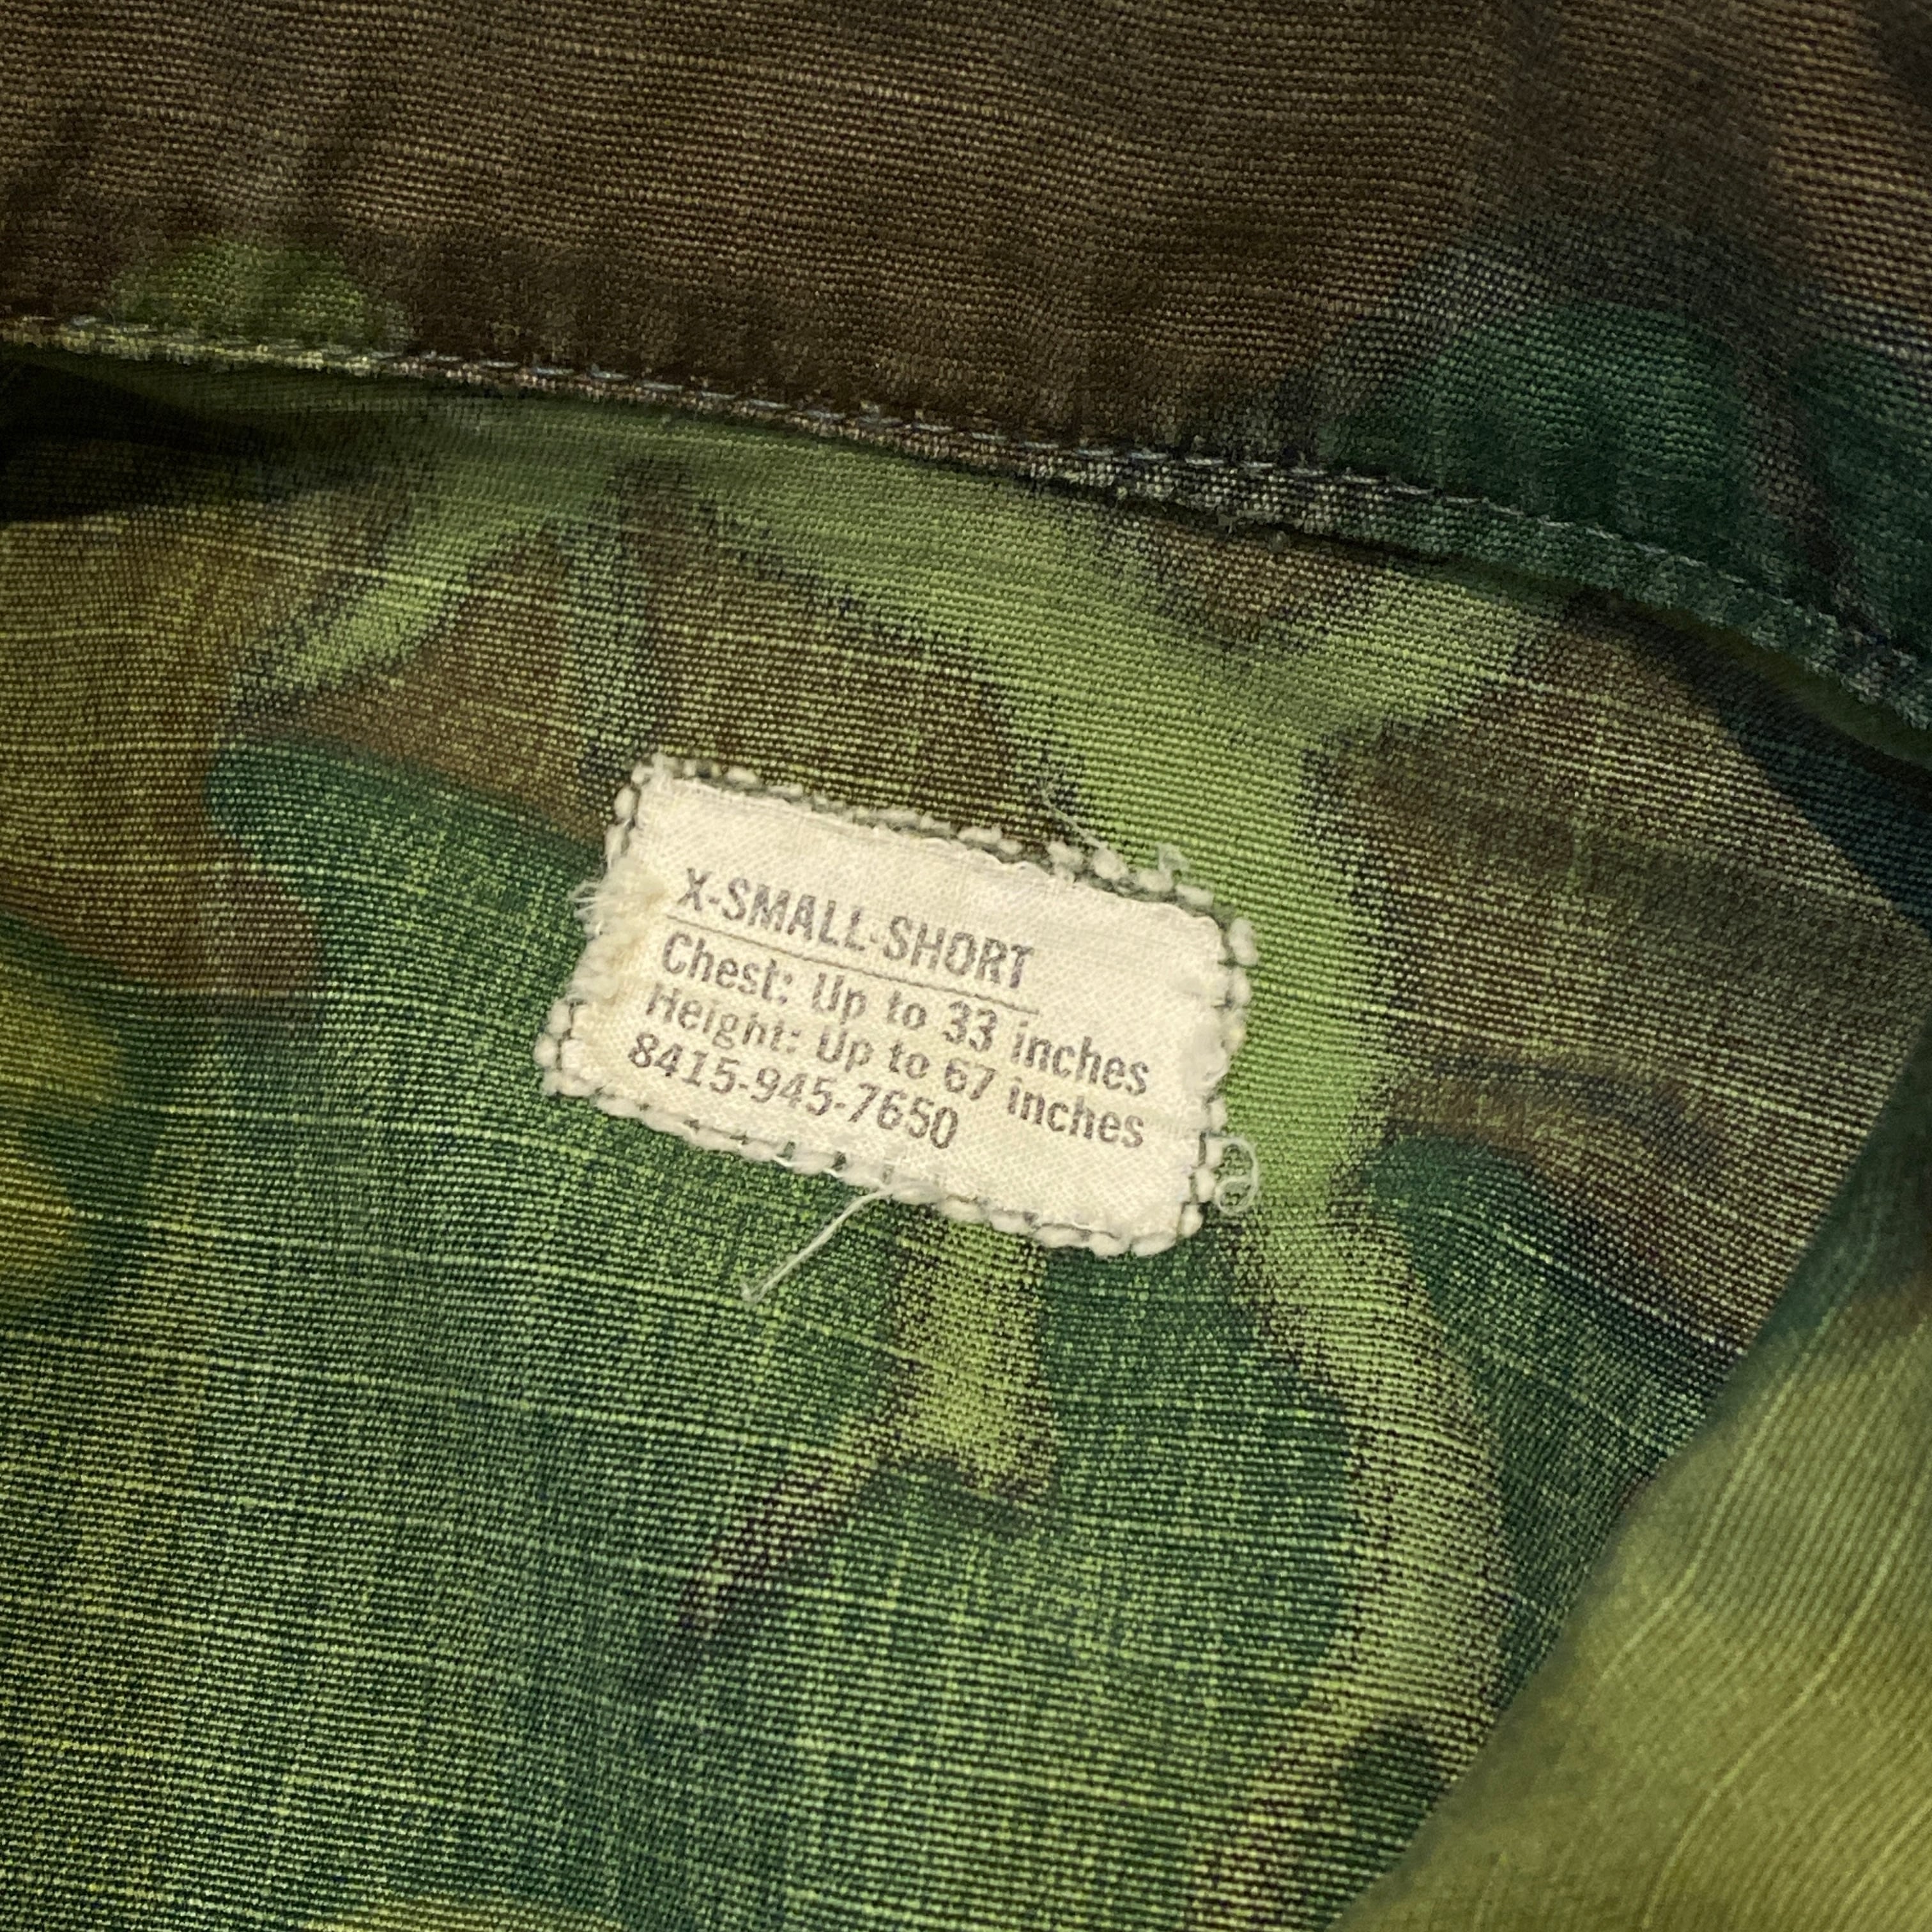 X-SMALL-SHORT
Chest: Up to 33 inches
Height: Up to 67 inches
8415-945-7650